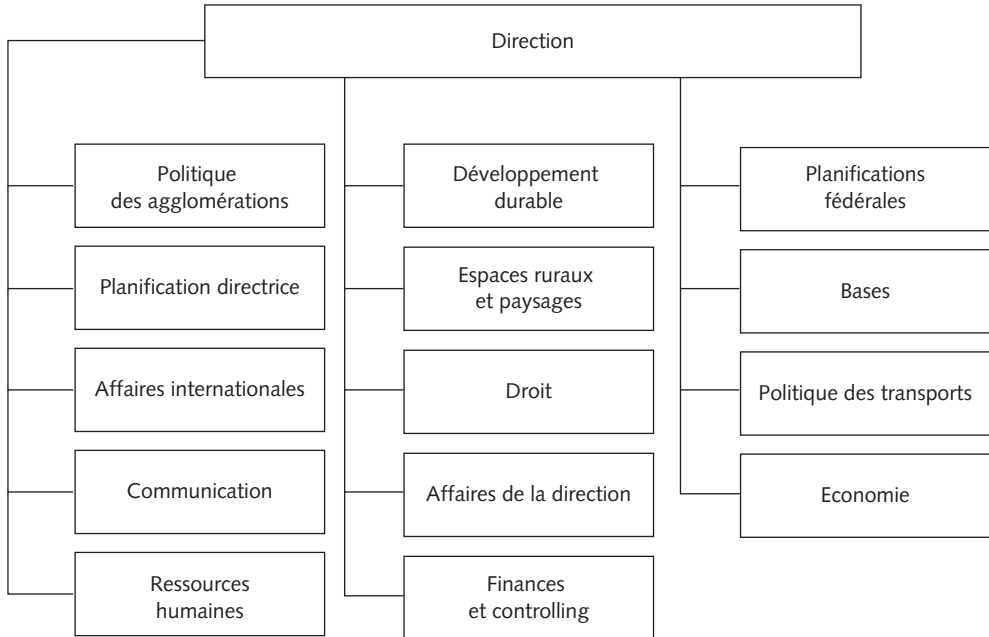 Direction
Politique
des agglomérations
Planification directrice
Affaires internationales
Communication
Ressources
humaines
Développement
durable
Espaces ruraux
et paysages
Droit
Affaires de la direction
Finances
et controlling
Planifications
fédérales
Bases
Politique des transports
Economie